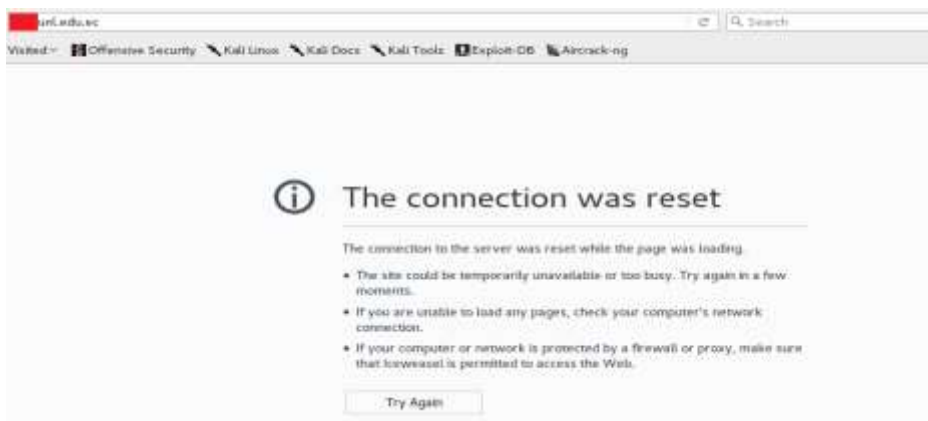 unl.edu.ec
Search
Visited
Offensive Security Kali Linux Kali Docs Kali Tools Exploit-DB Aircrack-ng
The connection was reset
The connection to the server was reset while the page was loading.
• The site could be temporarily unavailable or too busy. Try again in a few
moments.
• If you are unable to load any pages, check your computer's network
connection.
• If your computer or network is protected by a firewall or proxy, make sure
that Iceweasel is permitted to access the Web.
Try Again